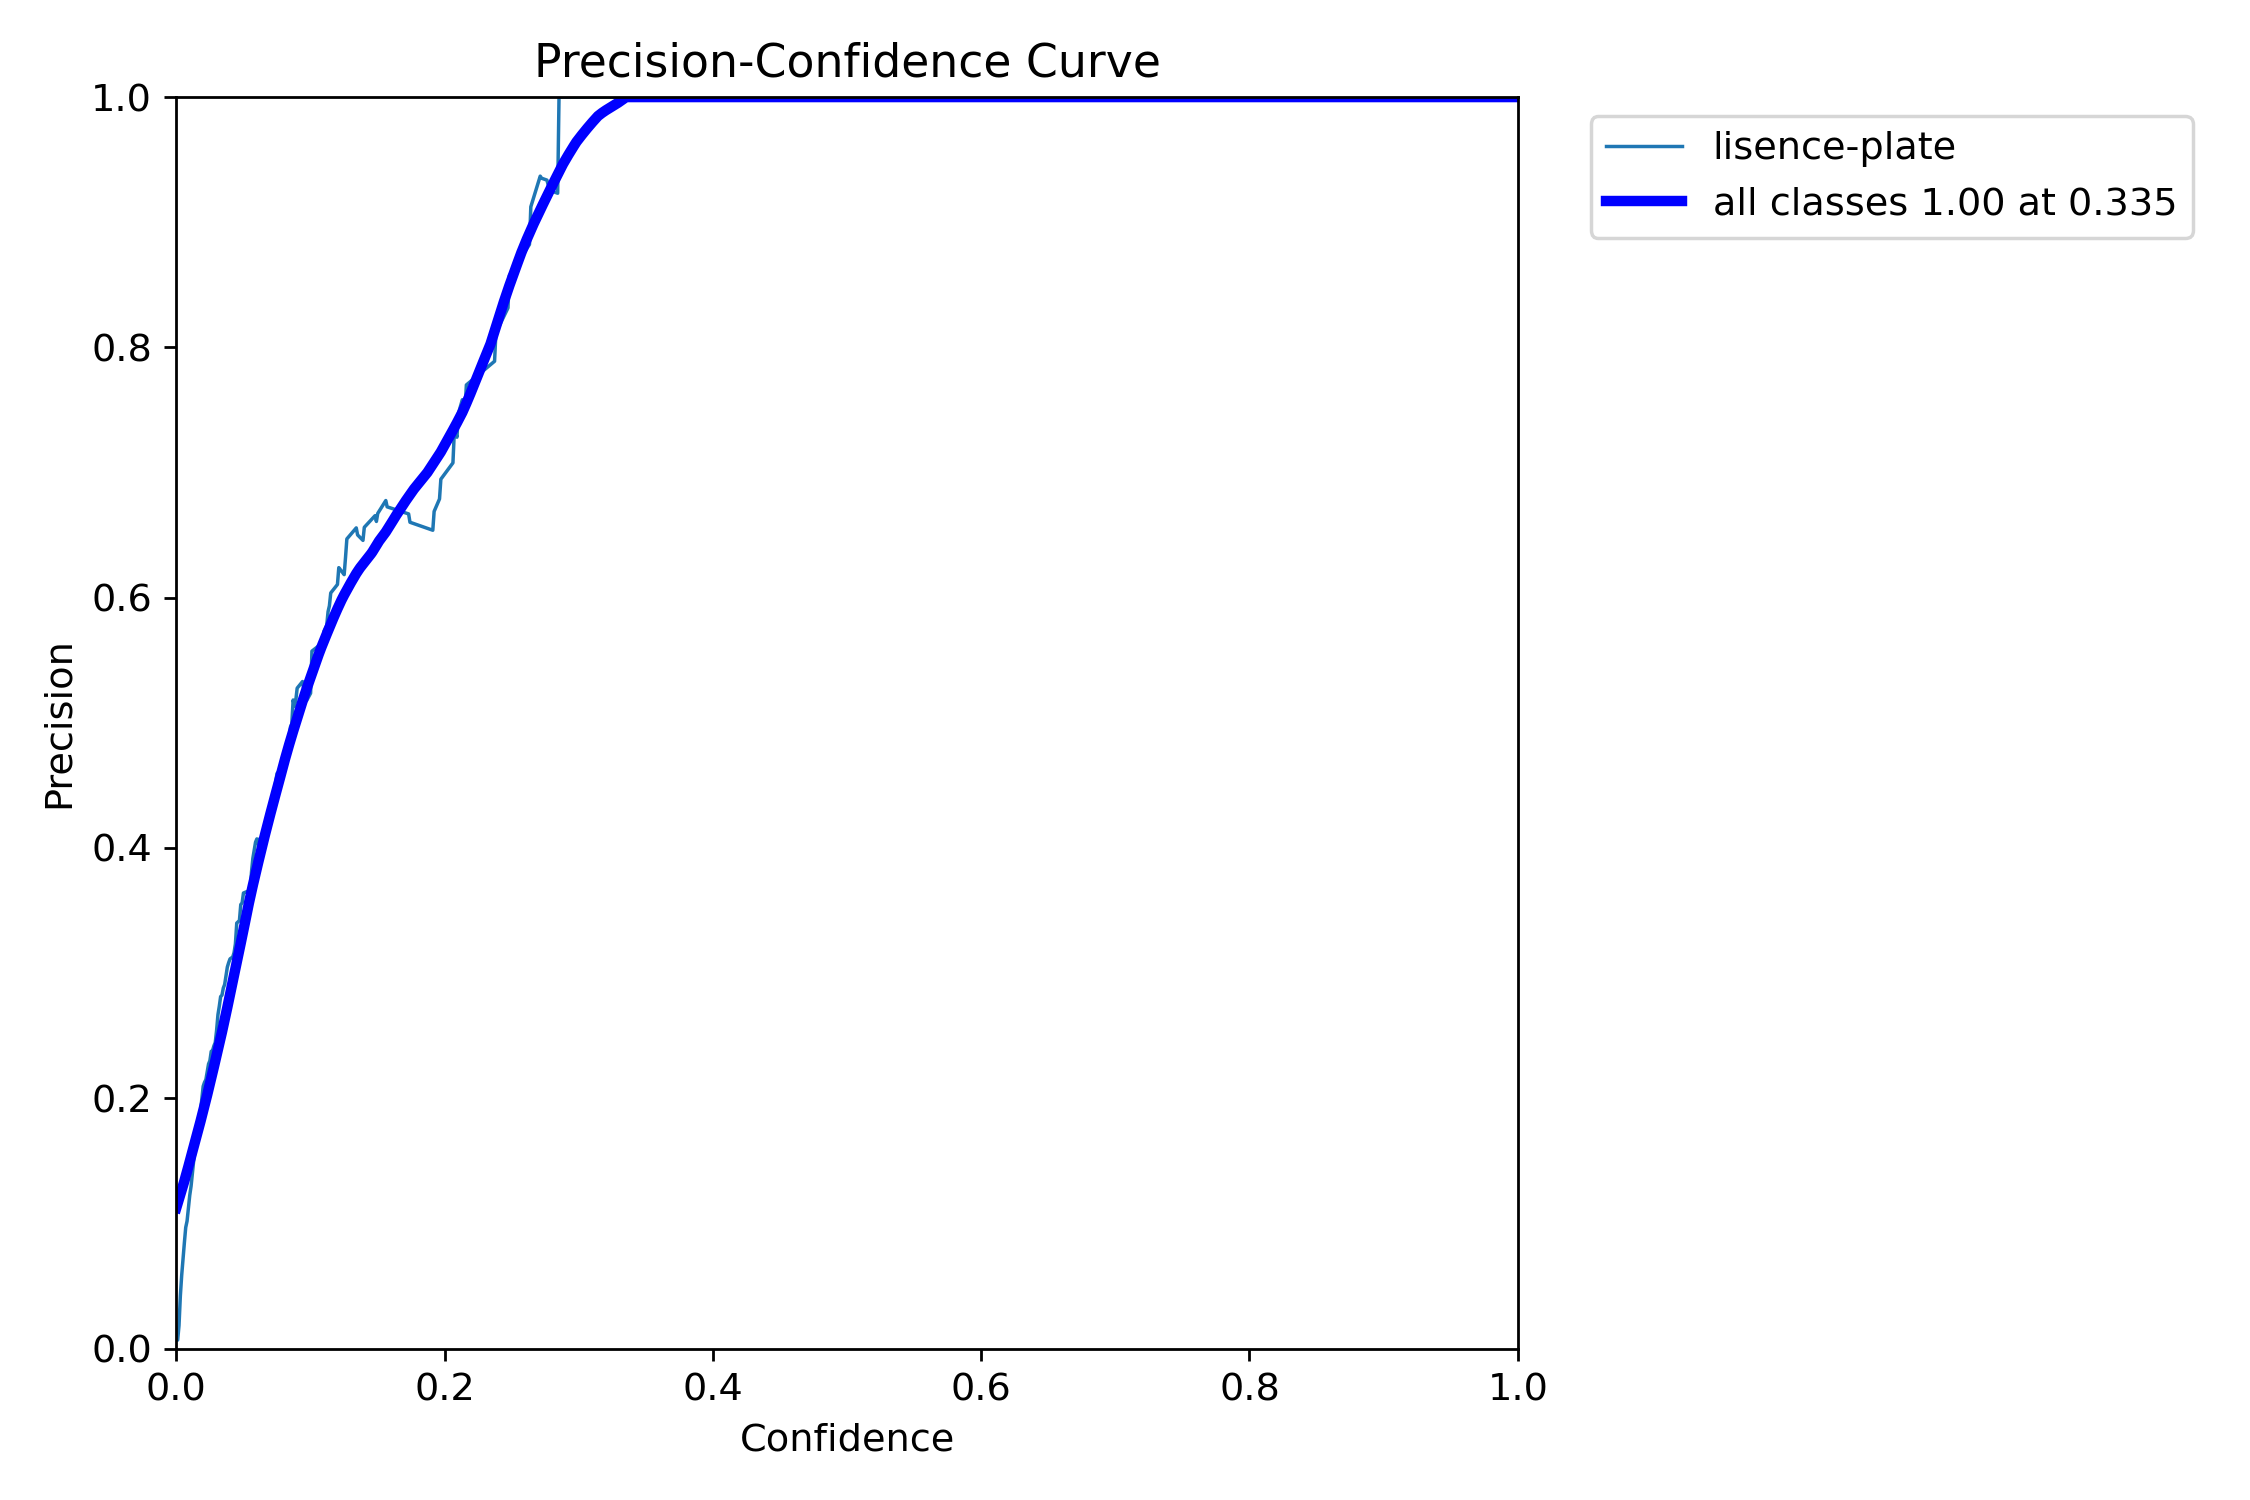 Precision-Confidence Curve
1.0
0.8
0.6
0.4
0.2
0.0
Precision
0.0 0.2 0.4 0.6 0.8 1.0
Confidence
lisence-plate
all classes 1.00 at 0.335